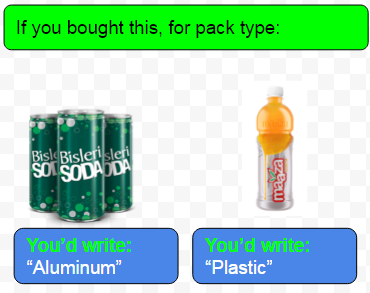 If you bought this, for pack type:
Bisleri
SODA
Bisleri
SODA
Bisleri
SODA
maaza
You'd write:
"Aluminum"
You'd write:
"Plastic"